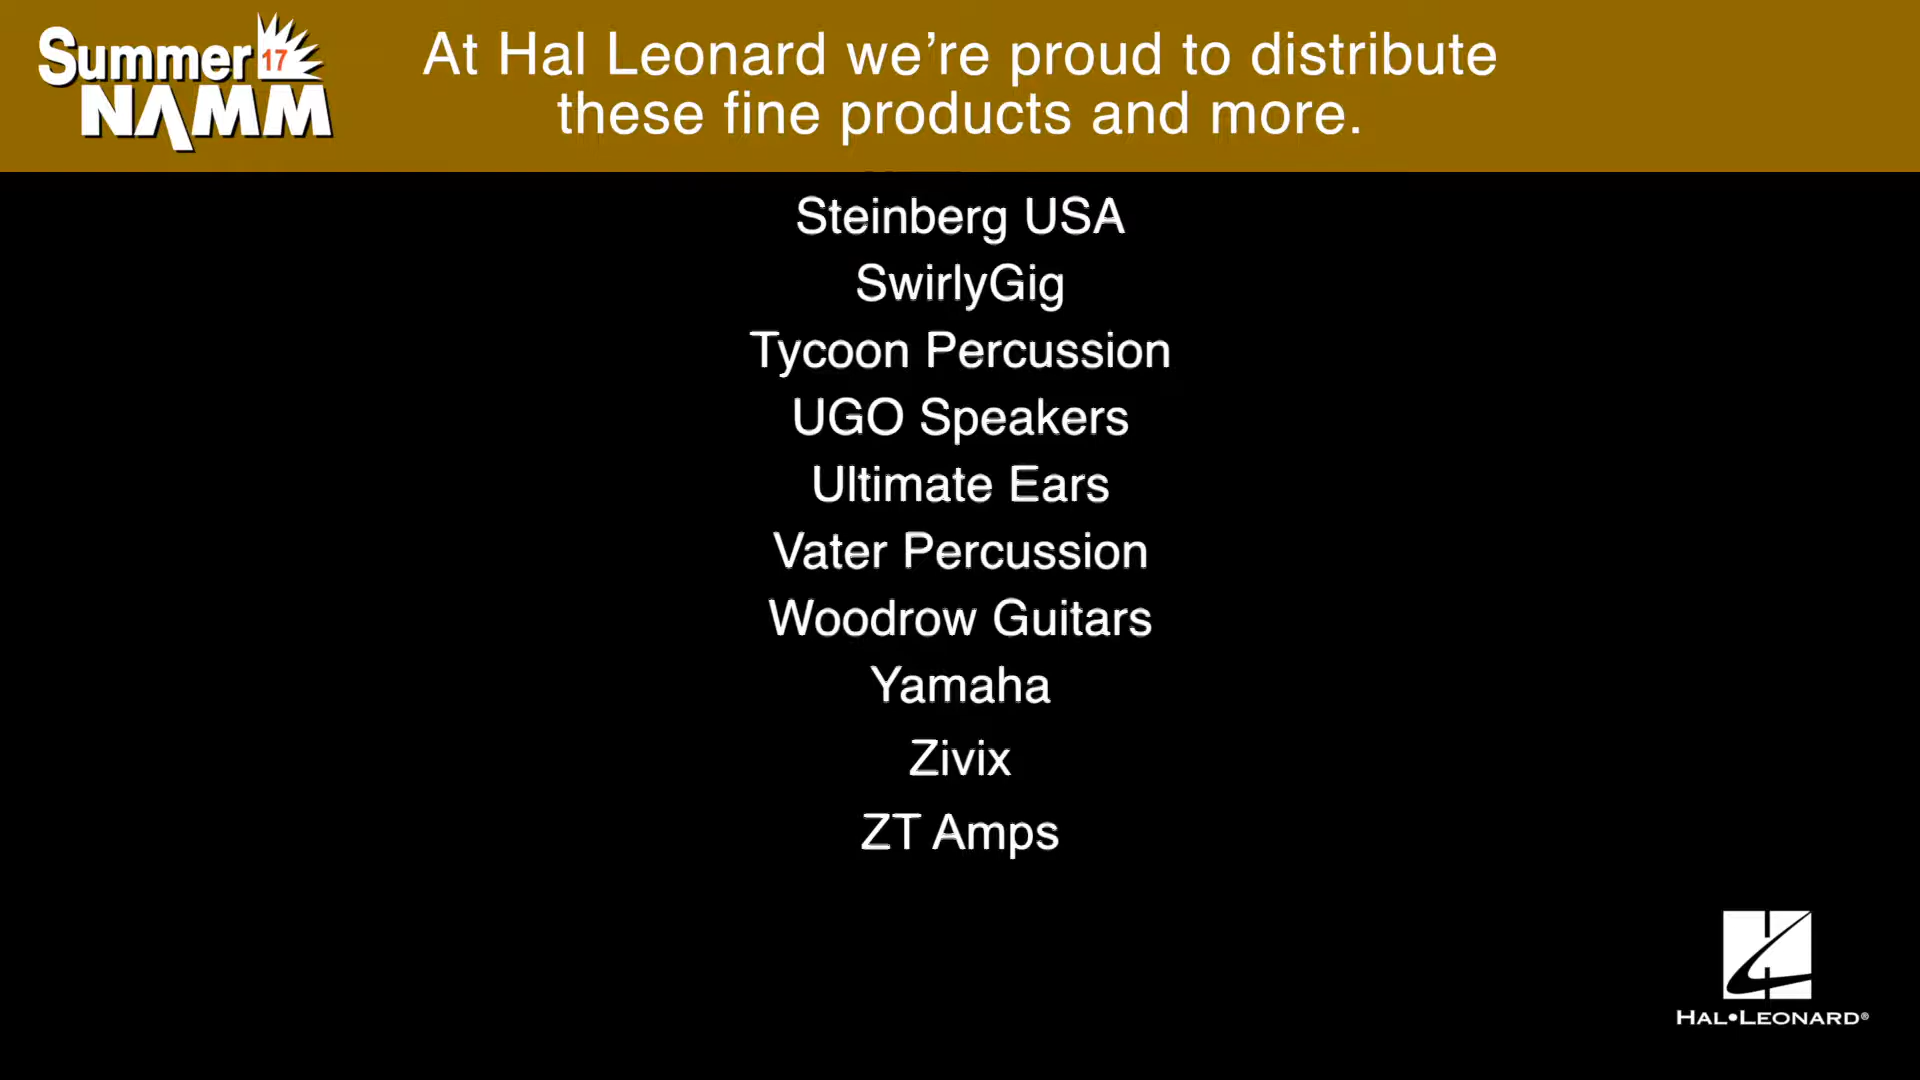 Summer 17
NAMM
At Hal Leonard we're proud to distribute
these fine products and more.
Steinberg USA
SwirlyGig
Tycoon Percussion
UGO Speakers
Ultimate Ears
Vater Percussion
Woodrow Guitars
Yamaha
Zivix
ZT Amps
HAL•LEONARD®